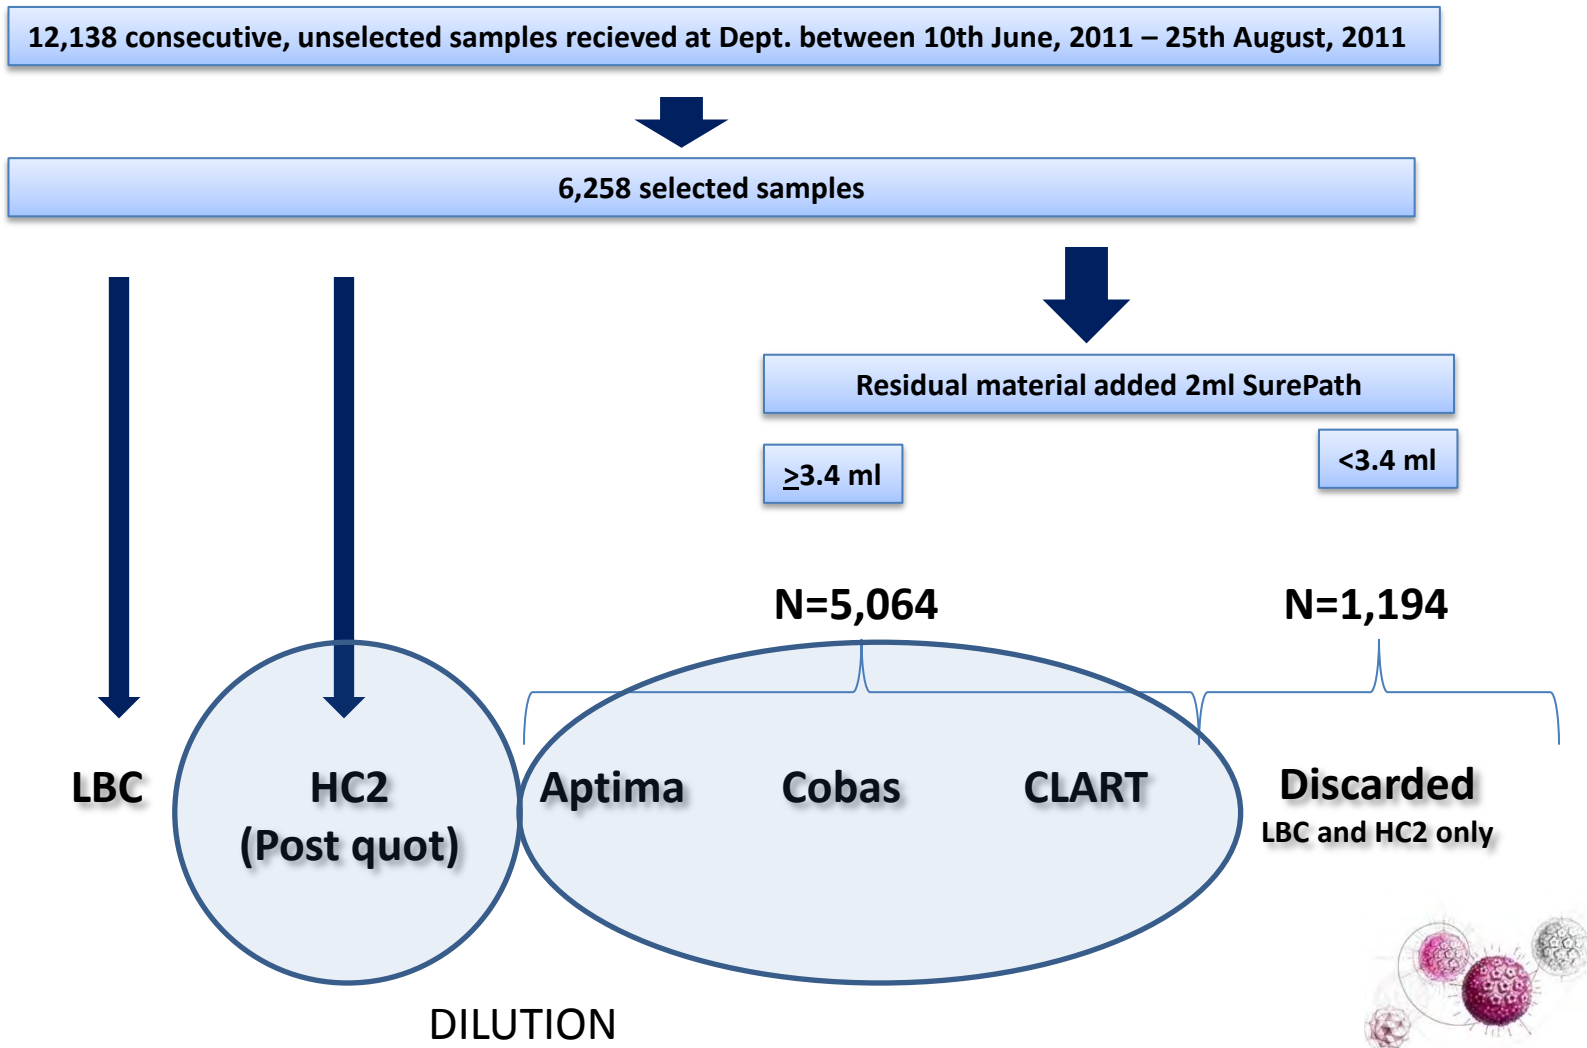 12,138 consecutive, unselected samples recieved at Dept. between 10th June, 2011 – 25th August, 2011
6,258 selected samples
Residual material added 2ml SurePath
≥3.4 ml
<3.4 ml
N=5,064
N=1,194
LBC
HC2
(Post quot)
Aptima
Cobas
CLART
Discarded
LBC and HC2 only
DILUTION